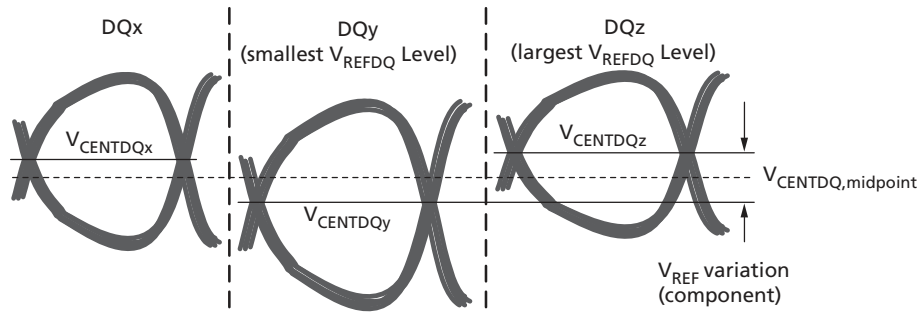 DQx
DQy
(smallest VREFDQ Level)
DQz
(largest VREFDQ Level)
VCENTDQx
VCENTDQz
VCENTDQ,midpoint
VCENTDQy
VREF variation
(component)